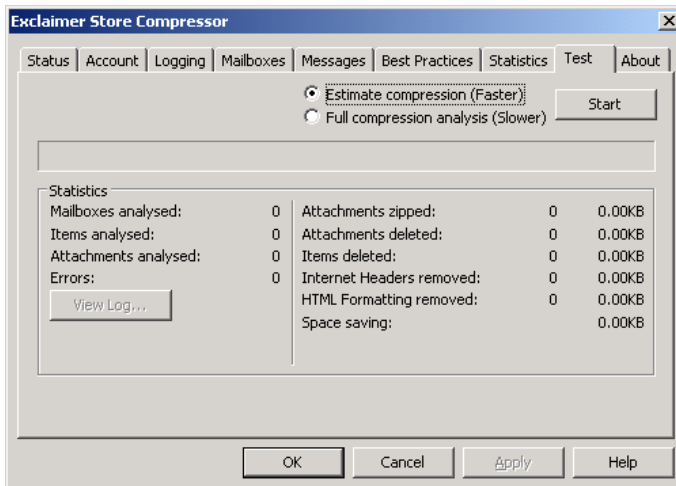 Exclaimer Store Compressor
Status Account Logging Mailboxes Messages Best Practices Statistics Test About
Estimate compression (Faster)
Full compression analysis (Slower)
Start
Statistics
Mailboxes analysed: 0
Items analysed: 0
Attachments analysed: 0
Errors: 0
View Log...
Attachments zipped: 0 0.00KB
Attachments deleted: 0 0.00KB
Items deleted: 0 0.00KB
Internet Headers removed: 0 0.00KB
HTML Formatting removed: 0 0.00KB
Space saving: 0.00KB
OK Cancel Apply Help